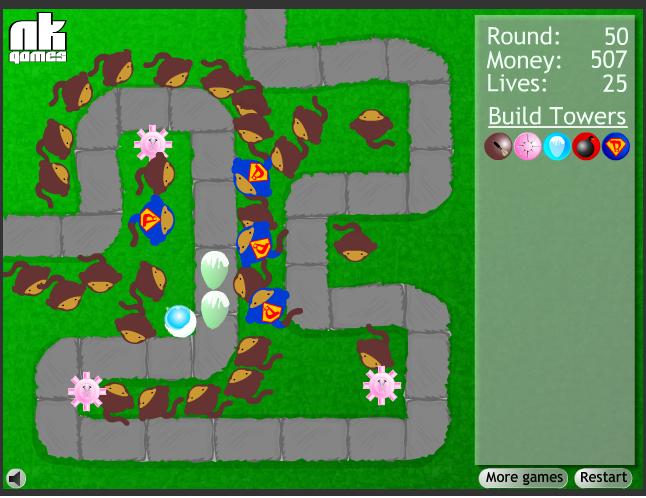 nk
games
Round: 50
Money: 507
Lives: 25
Build Towers
More games
Restart